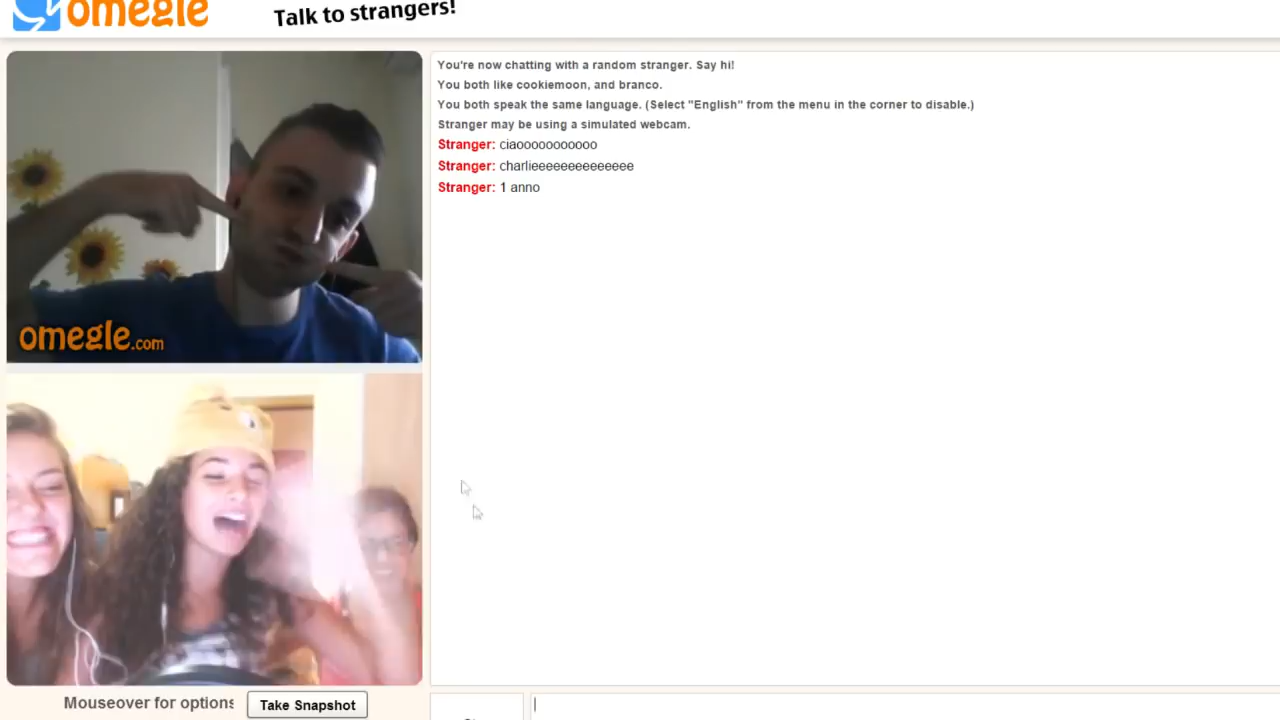 omegle
Talk to strangers!
You're now chatting with a random stranger. Say hi!
You both like cookiemoon, and branco.
You both speak the same language. (Select "English" from the menu in the corner to disable.)
Stranger may be using a simulated webcam.
Stranger: ciaooooooooooo
Stranger: charlieeeeeeeeeeeeee
Stranger: 1 anno
omegle.com
Mouseover for options
Take Snapshot